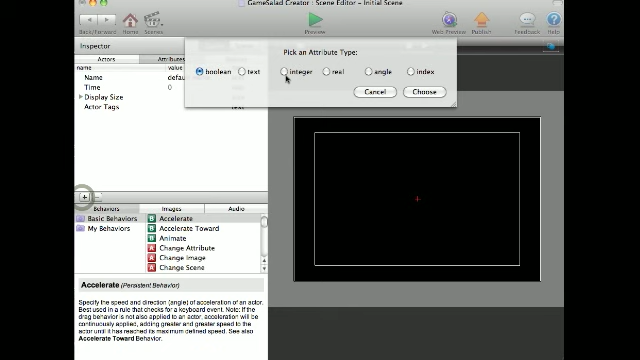 GameSalad Creator : Scene Editor - Initial Scene
Back/Forward Home Scenes Preview Web Preview Publish Feedback Help
Inspector
Pick an Attribute Type:
Actors Attributes
name value
boolean text integer real angle index
Name
Time 0
Cancel Choose
Display Size
Actor Tags
+ -
Behaviors Images Audio
Basic Behaviors
My Behaviors
B Accelerate
B Accelerate Toward
B Animate
A Change Attribute
A Change Image
A Change Scene
Accelerate (Persistent Behavior)
Specify the speed and direction (angle) of acceleration of an
actor. Best used in a rule that checks for a keyboard event. Note: if the
drag behavior is not also applied to an actor, acceleration will be
continuously applied, adding greater and greater speed to the
actor until it has reached its maximum defined speed. See also
Accelerate Toward Behavior.